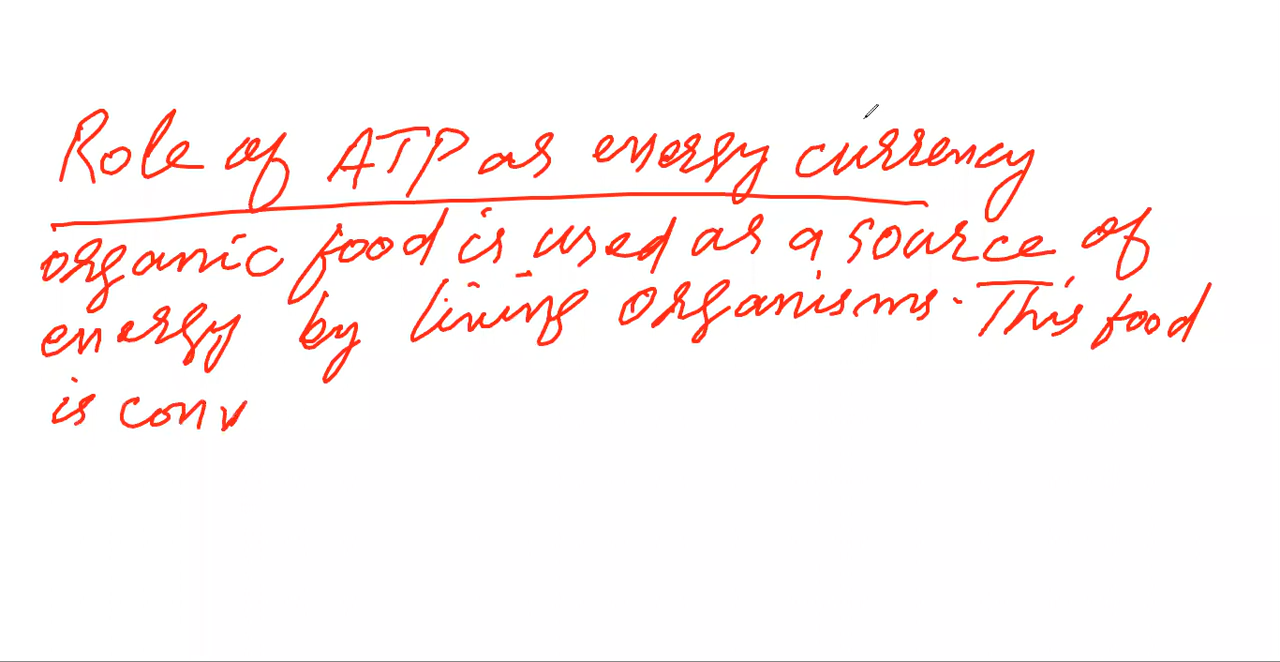 Role of ATP as energy currency
organic food is used as a source of
energy by living organisms. This food
is conv